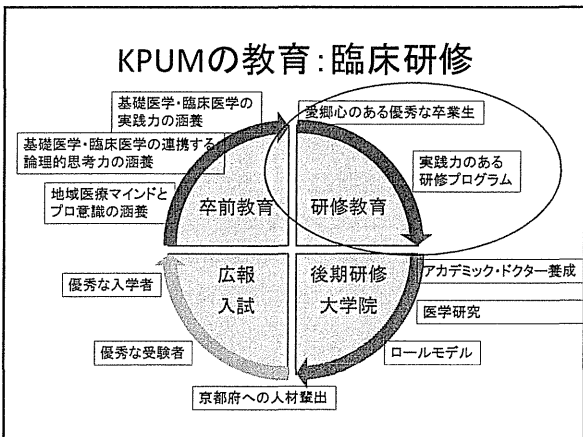 KPUMの教育:臨床研修
基礎医学・臨床医学の
実践力の涵養
基礎医学・臨床医学の連携する
論理的思考力の涵養
地域医療マインドと
プロ意識の涵養
愛郷心のある優秀な卒業生
実践力のある
研修プログラム
卒前教育
研修教育
広報
入試
後期研修
大学院
アカデミック・ドクター養成
医学研究
ロールモデル
京都府への人材輩出
優秀な受験者
優秀な入学者